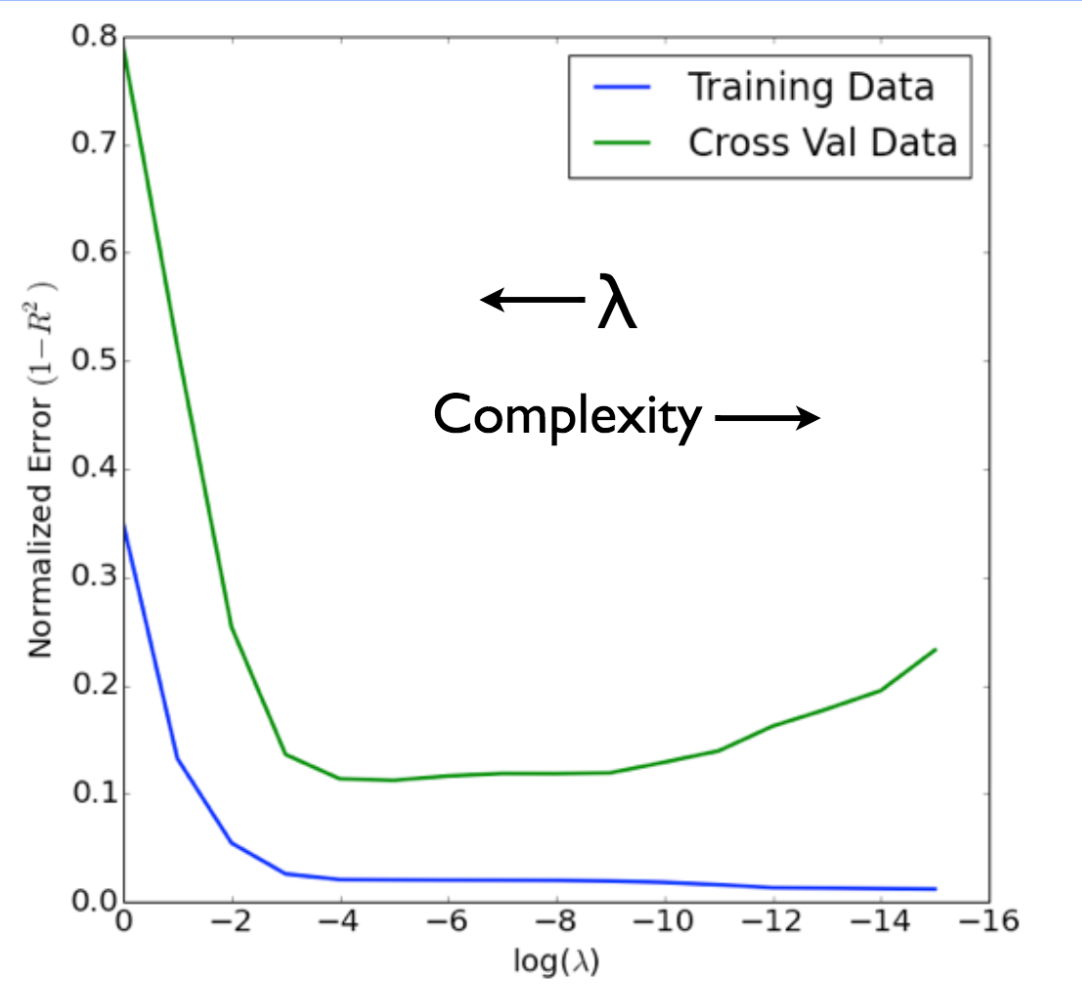 0.8
0.7
0.6
0.5
0.4
0.3
0.2
0.1
0.0
Normalized Error (1−R²)
Training Data
Cross Val Data
λ
Complexity
0 −2 −4 −6 −8 −10 −12 −14 −16
log(λ)